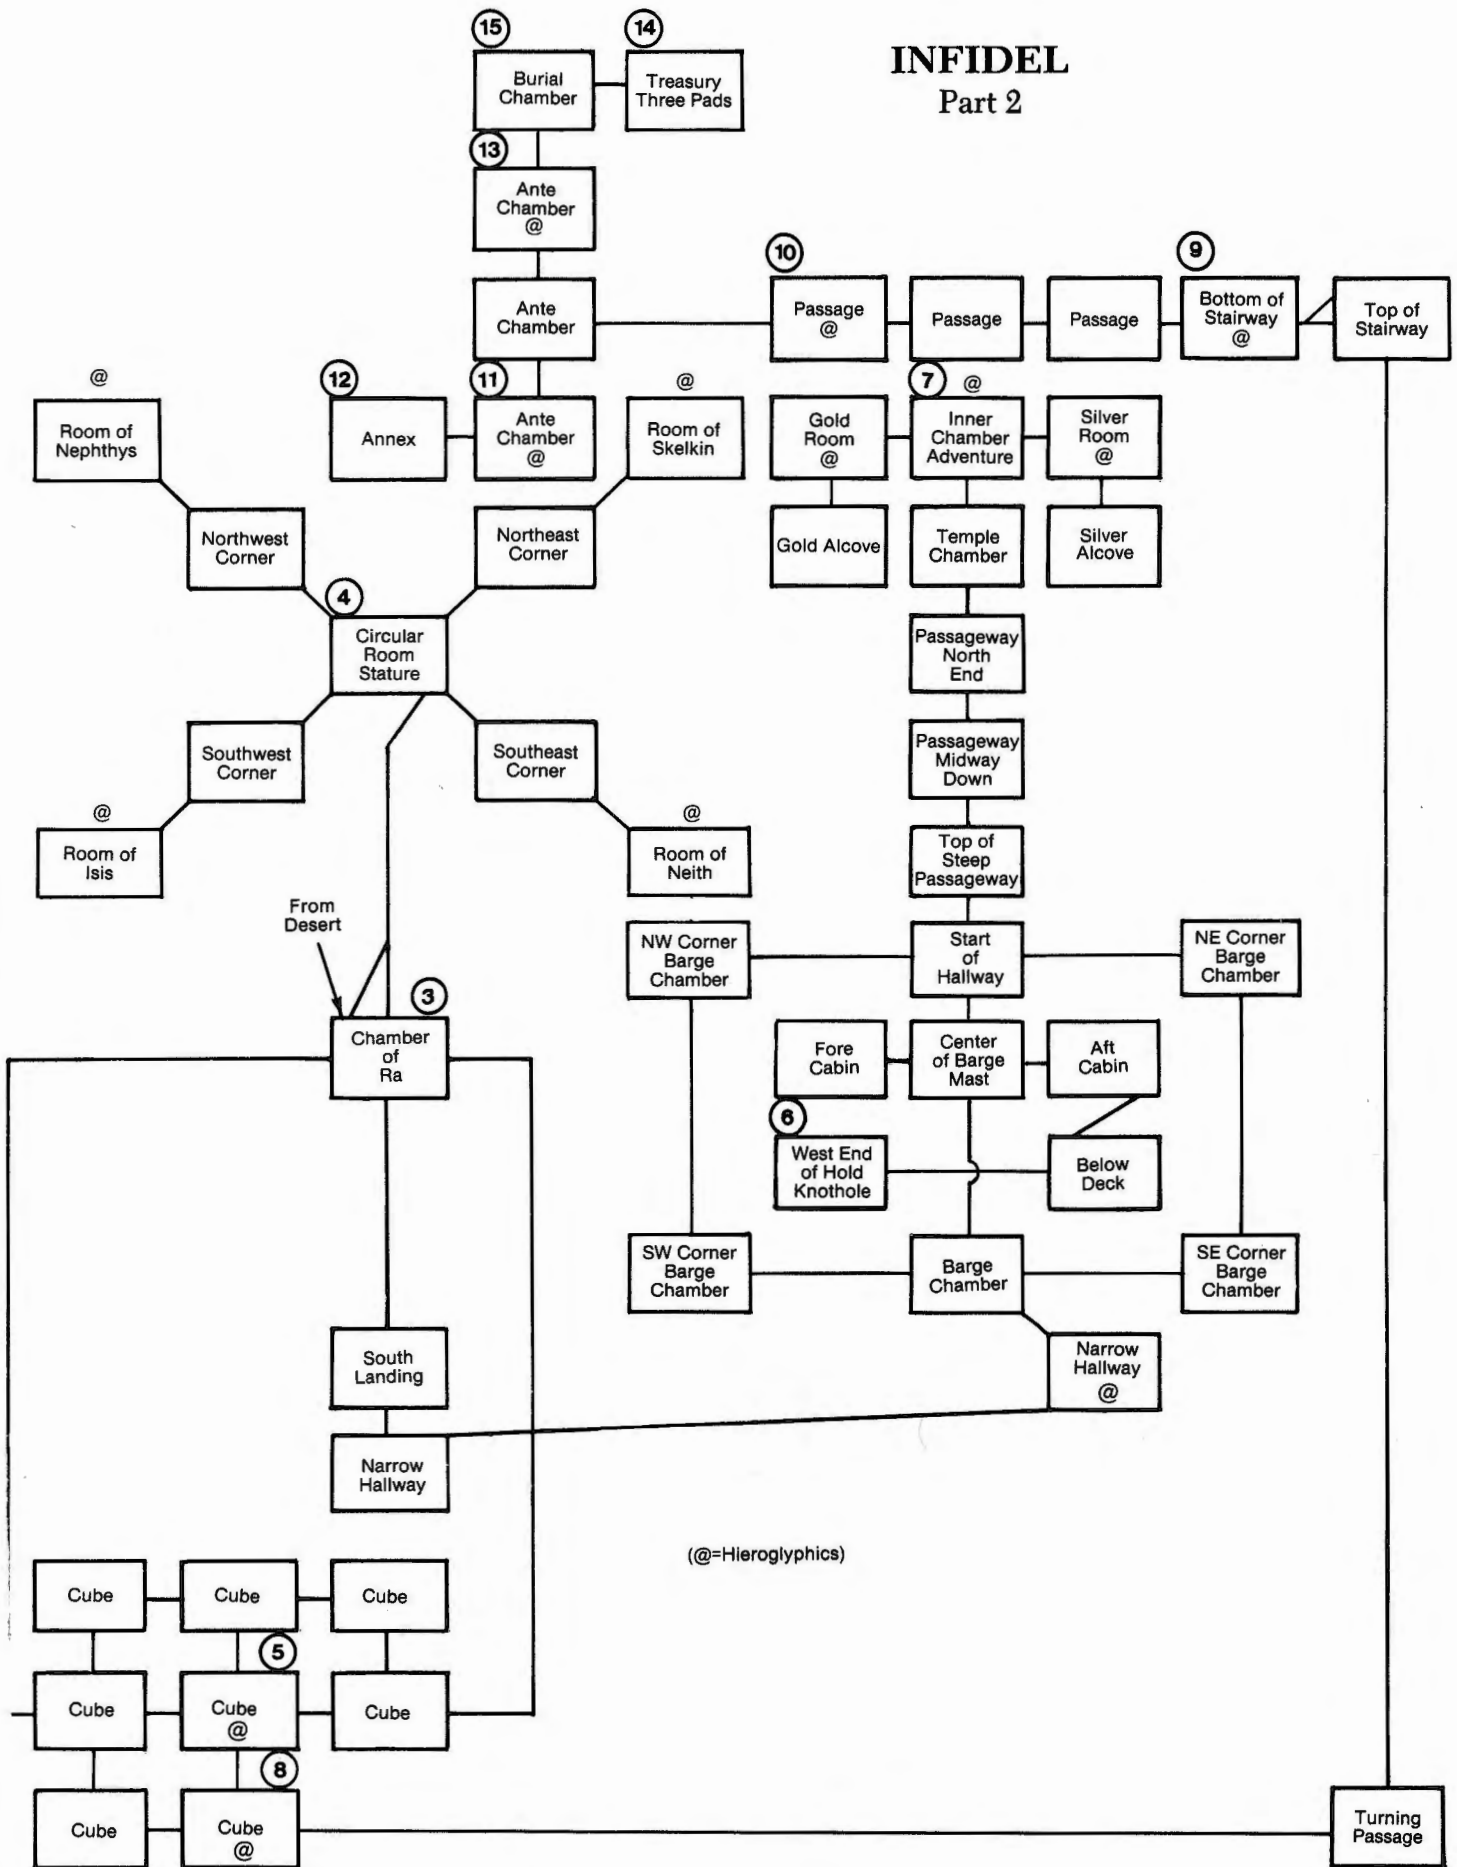 INFIDEL
Part 2
15
14
Burial
Chamber
Treasury
Three Pads
13
Ante
Chamber
@
10
9
Ante
Chamber
Passage
@
Passage
Passage
Bottom of
Stairway
@
Top of
Stairway
@
12
11
@
7
@
Room of
Nephthys
Annex
Ante
Chamber
@
Room of
Skelkin
Gold
Room
@
Inner
Chamber
Adventure
Silver
Room
@
Northwest
Corner
Northeast
Corner
Gold Alcove
Temple
Chamber
Silver
Alcove
4
Circular
Room
Stature
Passageway
North
End
Southwest
Corner
Southeast
Corner
Passageway
Midway
Down
@
@
Room of
Isis
Room of
Neith
Top of
Steep
Passageway
From
Desert
NW Corner
Barge
Chamber
Start
of
Hallway
NE Corner
Barge
Chamber
3
Chamber
of
Ra
Fore
Cabin
Center
of Barge
Mast
Aft
Cabin
6
West End
of Hold
Knothole
Below
Deck
SW Corner
Barge
Chamber
Barge
Chamber
SE Corner
Barge
Chamber
South
Landing
Narrow
Hallway
@
Narrow
Hallway
(@=Hieroglyphics)
Cube
Cube
Cube
5
Cube
Cube
@
Cube
8
Cube
Cube
@
Turning
Passage